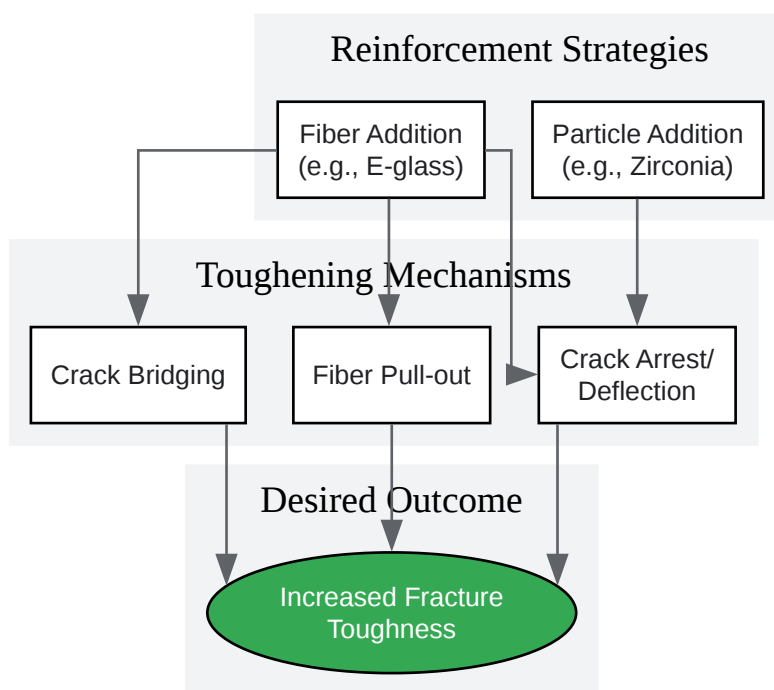 Reinforcement Strategies
Fiber Addition
(e.g., E-glass)
Particle Addition
(e.g., Zirconia)
Toughening Mechanisms
Crack Bridging
Fiber Pull-out
Crack Arrest/
Deflection
Desired Outcome
Increased Fracture
Toughness